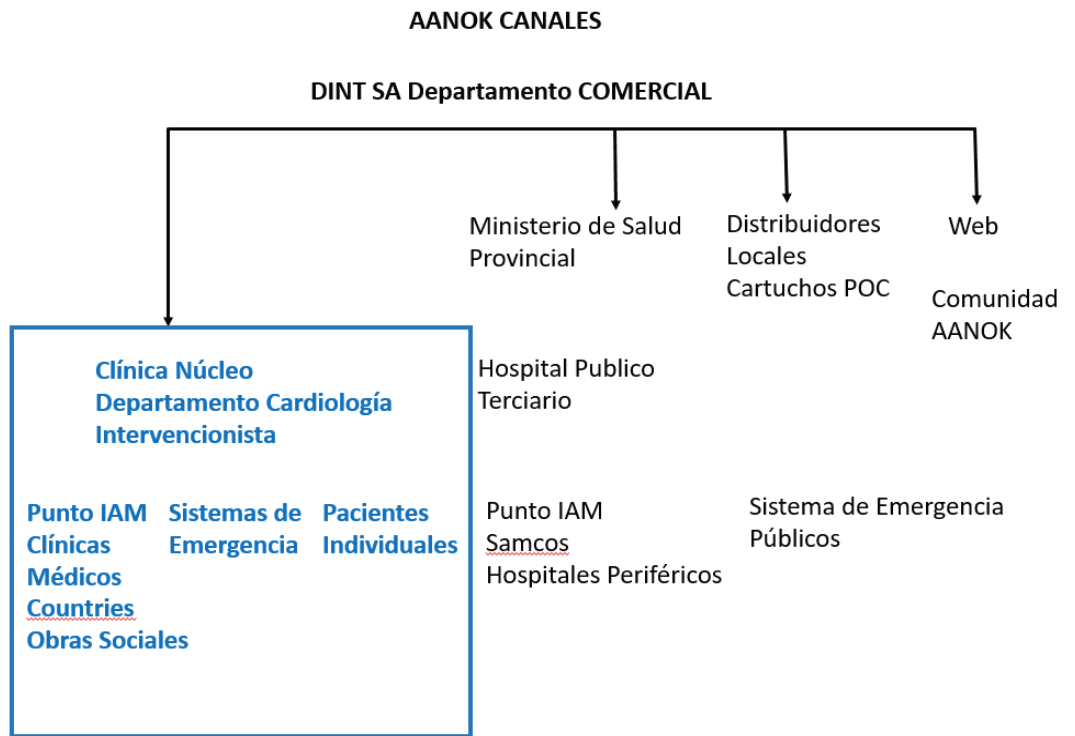 AANOK CANALES
DINT SA Departamento COMERCIAL
Ministerio de Salud
Provincial
Distribuidores
Locales
Cartuchos POC
Web
Comunidad
AANOK
Clínica Núcleo
Departamento Cardiología
Intervencionista
Hospital Publico
Terciario
Punto IAM
Clínicas
Médicos
Countries
Obras Sociales
Sistemas de
Emergencia
Pacientes
Individuales
Punto IAM
Samcos
Hospitales Periféricos
Sistema de Emergencia
Públicos